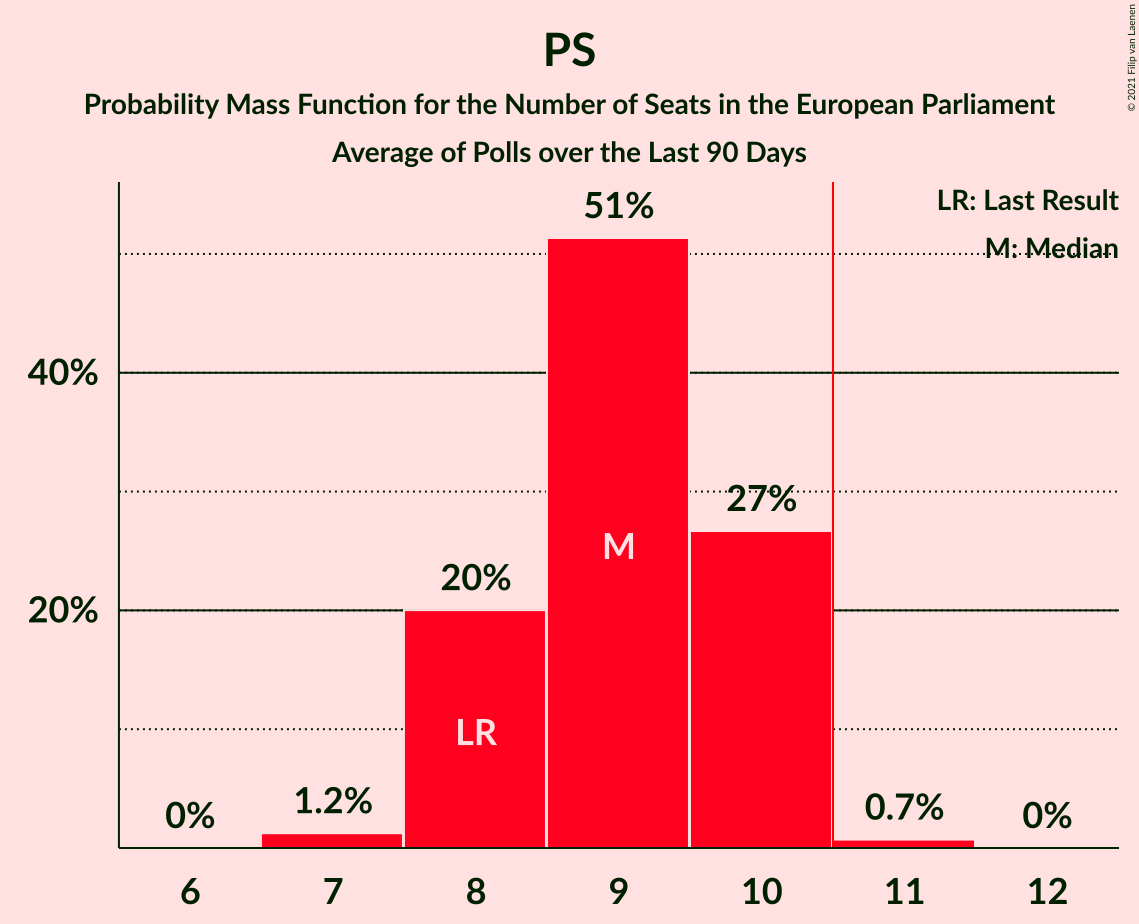 PS
Probability Mass Function for the Number of Seats in the European Parliament
Average of Polls over the Last 90 Days
© 2021 Filip van Laenen
LR: Last Result
M: Median
51%
40%
27%
M
20%
20%
LR
0%
1.2%
0.7%
0%
6 7 8 9 10 11 12